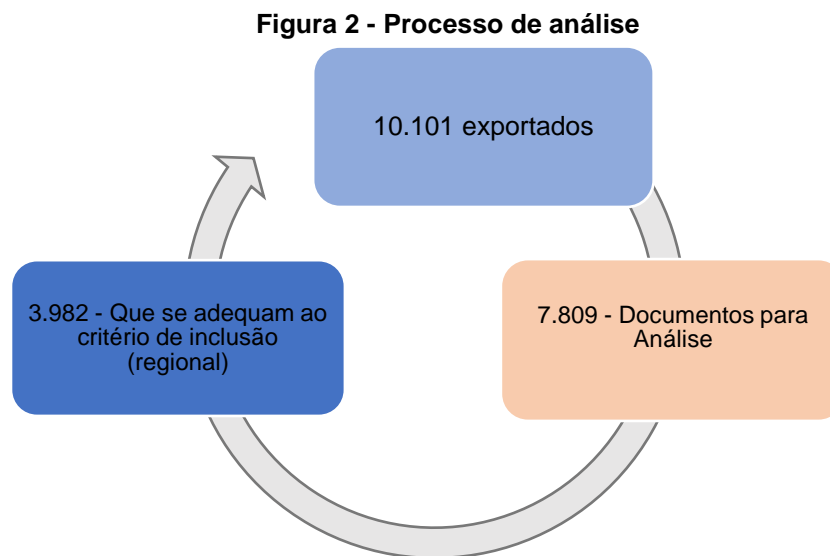 Figura 2 - Processo de análise
10.101 exportados
3.982 - Que se adequam ao
critério de inclusão
(regional)
7.809 - Documentos para
Análise